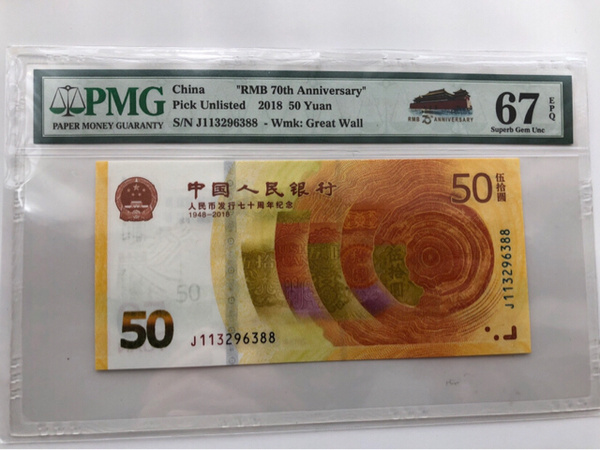 PMG
PAPER MONEY GUARANTY
China "RMB 70th Anniversary"
Pick Unlisted 2018 50 Yuan
S/N J113296388 - Wmk: Great Wall
RMB 70th ANNIVERSARY
67 EPQ
Superb Gem Unc
中国人民银行
人民币发行七十周年纪念
1948-2018
50 伍拾圆
50
50
J113296388
J113296388